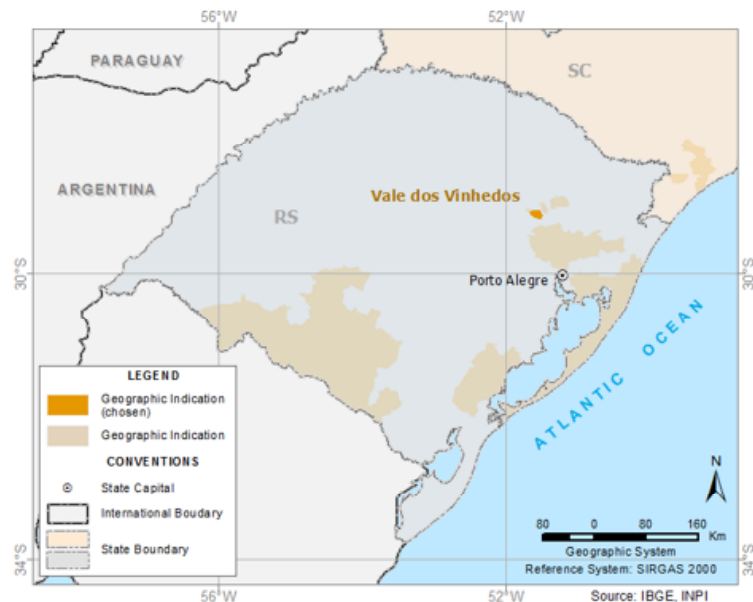 56°W
52°W
PARAGUAY
SC
ARGENTINA
Vale dos Vinhedos
RS
30°S
30°S
Porto Alegre
ATLANTIC OCEAN
LEGEND
Geographic Indication
(chosen)
Geographic Indication
CONVENTIONS
State Capital
International Boudary
State Boundary
N
80 0 80 160
Km
Geographic System
Reference System: SIRGAS 2000
34°S
34°S
56°W
52°W
Source: IBGE, INPI